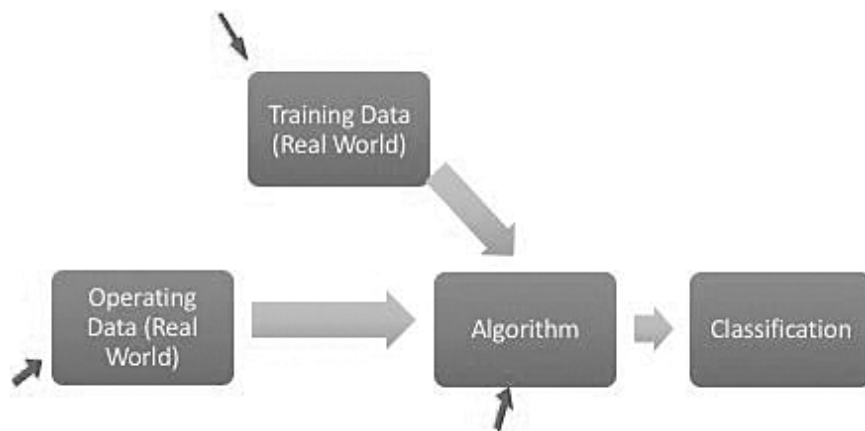 Training Data
(Real World)
Operating
Data (Real
World)
Algorithm
Classification